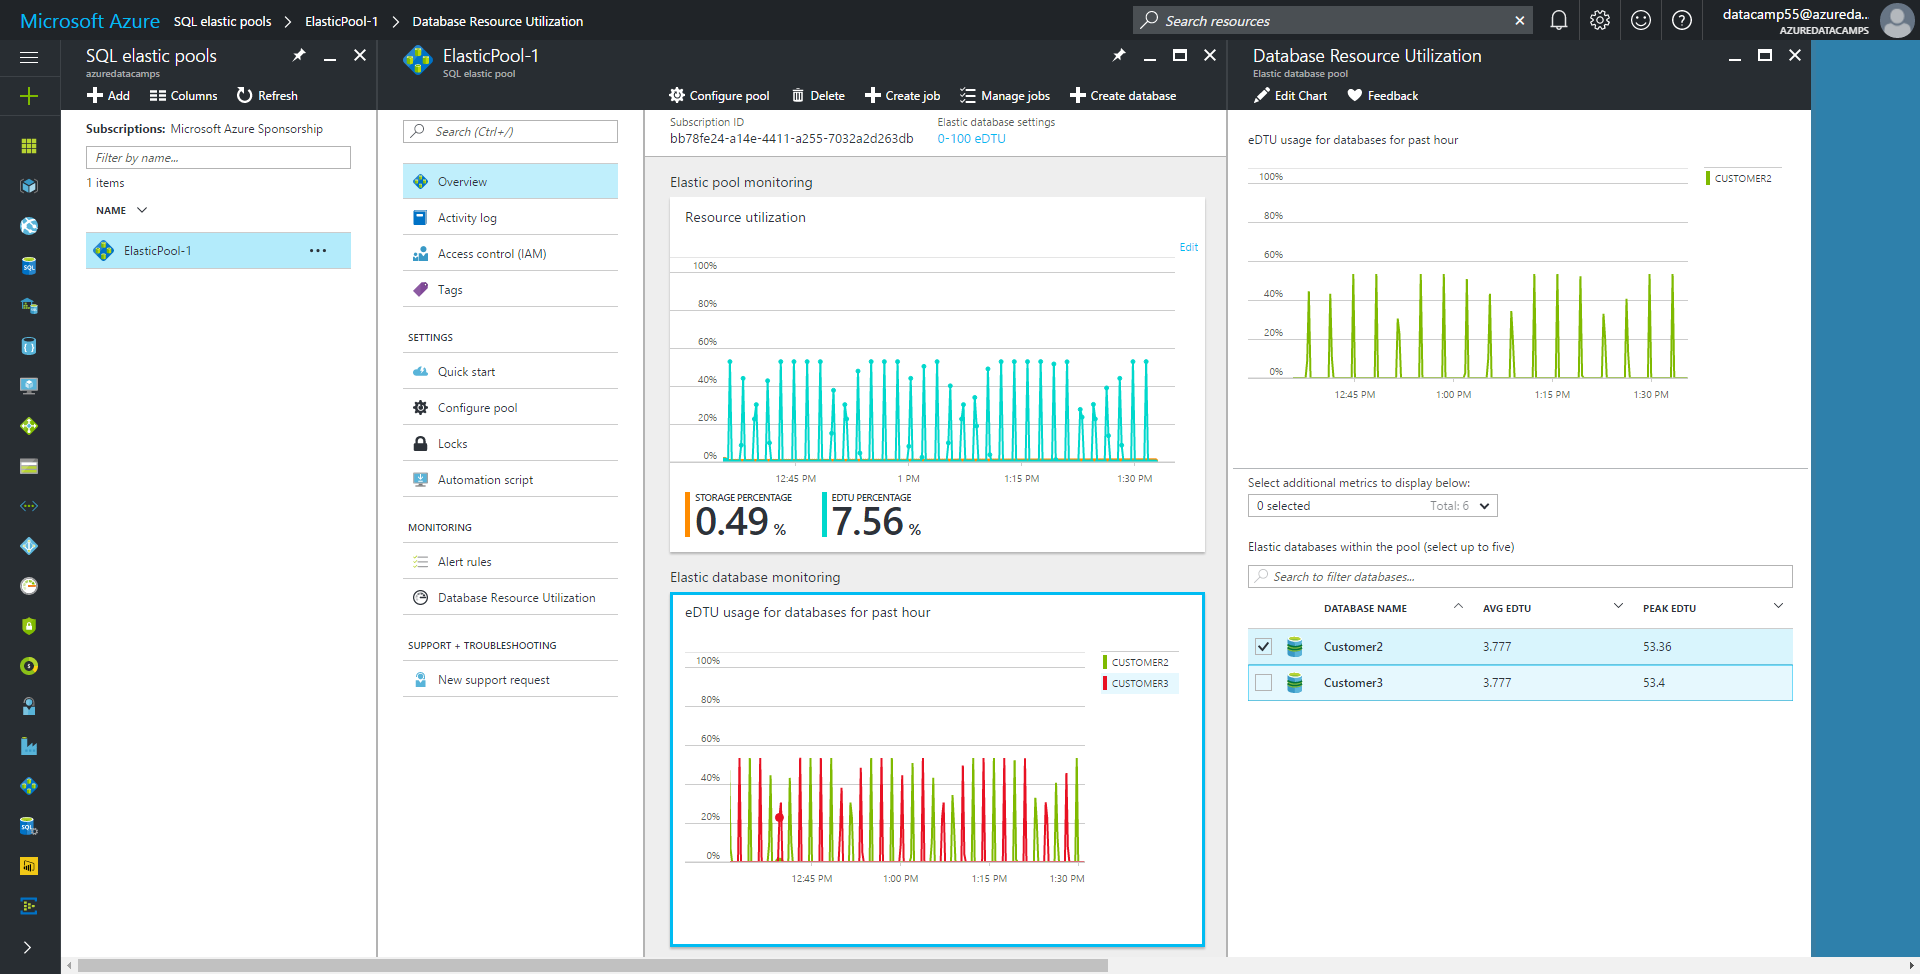 Microsoft Azure SQL elastic pools > ElasticPool-1 > Database Resource Utilization
Search resources
datacamp55@azureda...
AZUREDATACAMPS
SQL elastic pools
azuredatacamps
Add Columns Refresh
Subscriptions: Microsoft Azure Sponsorship
Filter by name...
1 items
NAME
ElasticPool-1
ElasticPool-1
SQL elastic pool
Configure pool Delete Create job Manage jobs Create database
Search (Ctrl+/)
Overview
Activity log
Access control (IAM)
Tags
SETTINGS
Quick start
Configure pool
Locks
Automation script
MONITORING
Alert rules
Database Resource Utilization
SUPPORT + TROUBLESHOOTING
New support request
Subscription ID
bb78fe24-a14e-4411-a255-7032a2d263db
Elastic database settings
0-100 eDTU
Elastic pool monitoring
Resource utilization
Edit
100%
80%
60%
40%
20%
0%
12:45 PM 1 PM 1:15 PM 1:30 PM
STORAGE PERCENTAGE
0.49 %
EDTU PERCENTAGE
7.56 %
Elastic database monitoring
eDTU usage for databases for past hour
100%
80%
60%
40%
20%
0%
12:45 PM 1:00 PM 1:15 PM 1:30 PM
CUSTOMER2
CUSTOMER3
Database Resource Utilization
Elastic database pool
Edit Chart Feedback
eDTU usage for databases for past hour
100%
80%
60%
40%
20%
0%
12:45 PM 1:00 PM 1:15 PM 1:30 PM
CUSTOMER2
Select additional metrics to display below:
0 selected Total: 6
Elastic databases within the pool (select up to five)
Search to filter databases...
DATABASE NAME AVG EDTU PEAK EDTU
Customer2 3.777 53.36
Customer3 3.777 53.4